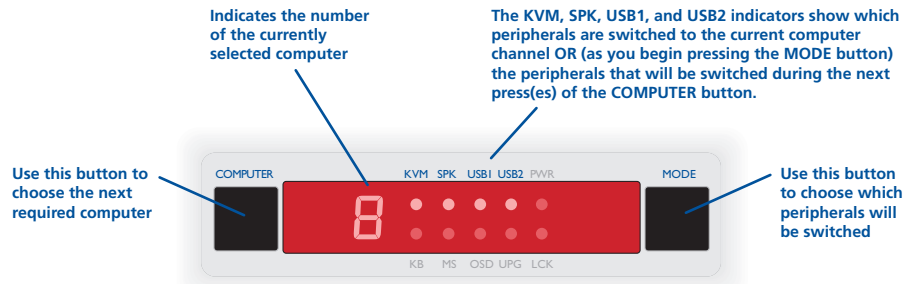 Indicates the number
of the currently
selected computer
The KVM, SPK, USB1, and USB2 indicators show which
peripherals are switched to the current computer
channel OR (as you begin pressing the MODE button)
the peripherals that will be switched during the next
press(es) of the COMPUTER button.
Use this button to
choose the next
required computer
COMPUTER
KVM SPK USB1 USB2 PWR
MODE
8
KB MS OSD UPG LCK
Use this button
to choose which
peripherals will
be switched